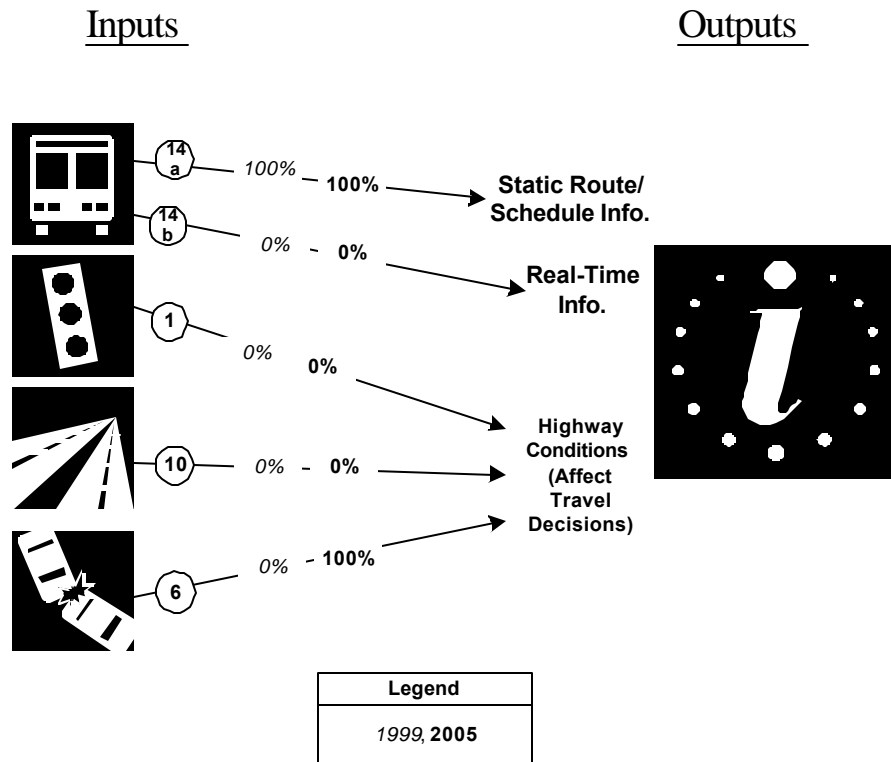 Inputs
Outputs
14
a
100%
100%
Static Route/
Schedule Info.
14
b
0%
0%
Real-Time
Info.
1
0%
0%
Highway
Conditions
(Affect
Travel
Decisions)
10
0%
0%
6
0%
100%
i
Legend
1999, 2005